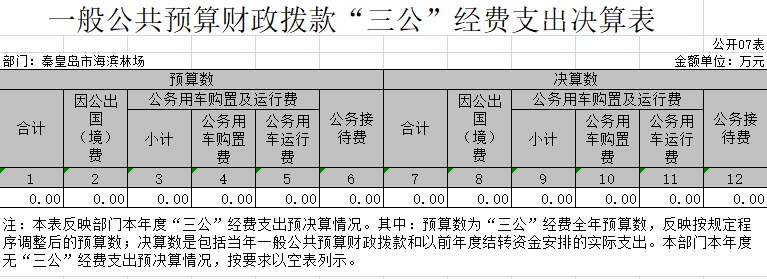 一般公共预算财政拨款“三公”经费支出决算表
公开07表
部门：秦皇岛市海滨林场 金额单位：万元
预算数 决算数
合计 因公出国（境）费 公务用车购置及运行费 公务接待费 合计 因公出国（境）费 公务用车购置及运行费 公务接待费
小计 公务用车购置费 公务用车运行费 小计 公务用车购置费 公务用车运行费
1 2 3 4 5 6 7 8 9 10 11 12
0.00 0.00 0.00 0.00 0.00 0.00 0.00 0.00 0.00 0.00 0.00 0.00
注：本表反映部门本年度“三公”经费支出预决算情况。其中：预算数为“三公”经费全年预算数，反映按规定程
序调整后的预算数；决算数是包括当年一般公共预算财政拨款和以前年度结转资金安排的实际支出。本部门本年度
无“三公”经费支出预决算情况，按要求以空表列示。